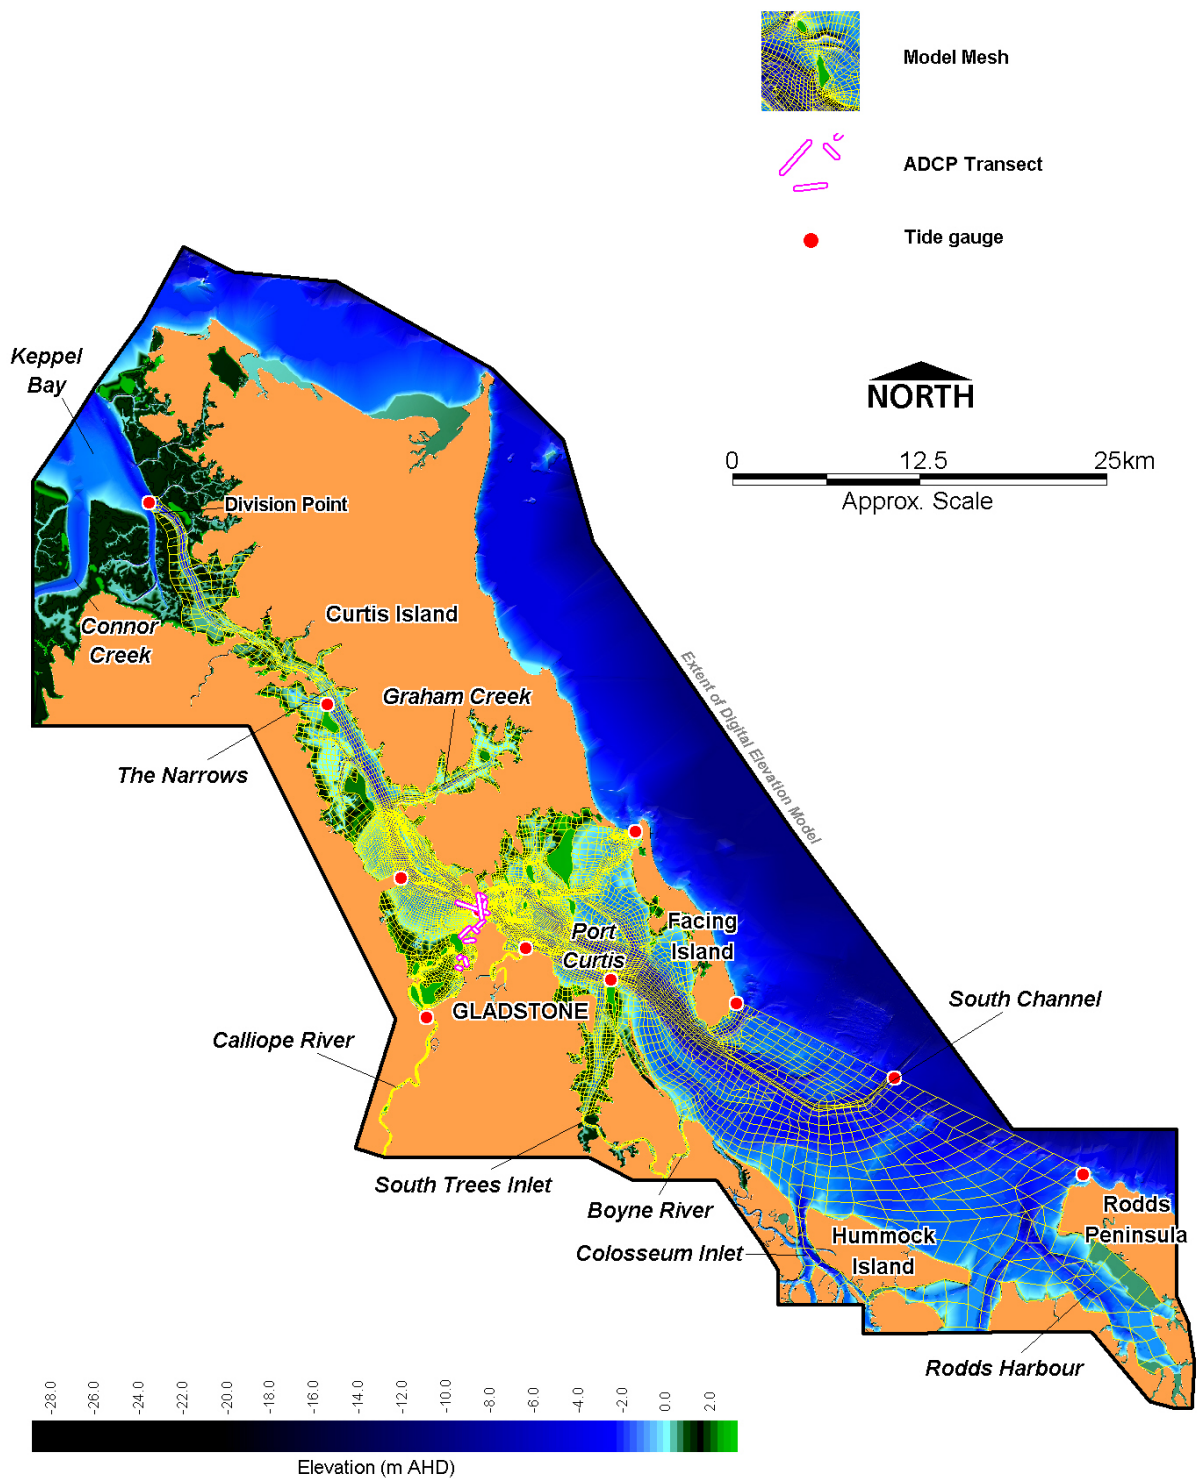 Model Mesh
ADCP Transect
Tide gauge
Keppel
Bay
NORTH
0 12.5 25km
Approx. Scale
Division Point
Curtis Island
Connor
Creek
Extent of Digital Elevation Model
Graham Creek
The Narrows
Facing
Island
Port
Curtis
South Channel
GLADSTONE
Calliope River
South Trees Inlet
Boyne River
Rodds
Peninsula
Hummock
Island
Colosseum Inlet
Rodds Harbour
-28.0 -26.0 -24.0 -22.0 -20.0 -18.0 -16.0 -14.0 -12.0 -10.0 -8.0 -6.0 -4.0 -2.0 0.0 2.0
Elevation (m AHD)